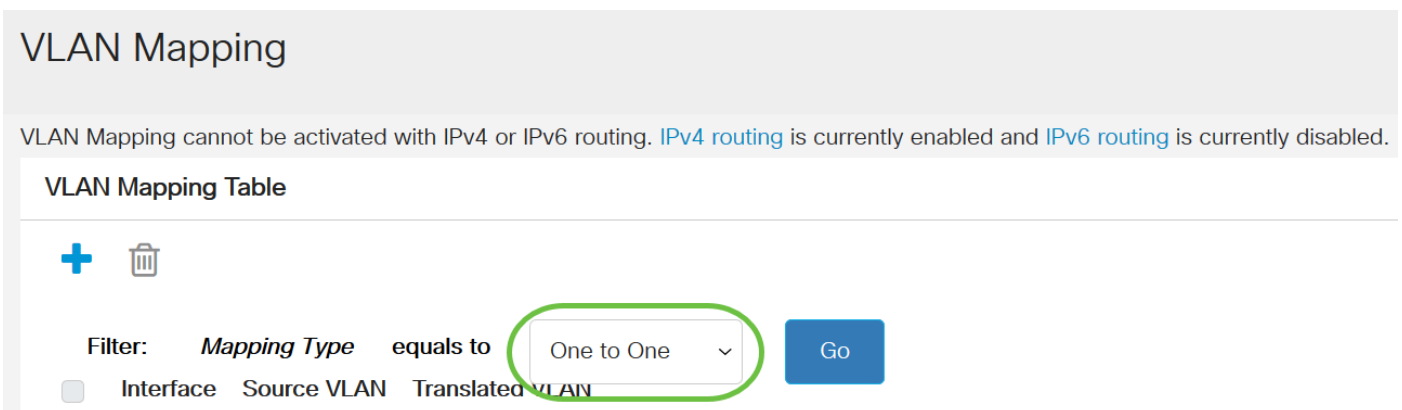 VLAN Mapping
VLAN Mapping cannot be activated with IPv4 or IPv6 routing. IPv4 routing is currently enabled and IPv6 routing is currently disabled.
VLAN Mapping Table
Filter: Mapping Type equals to One to One Go
Interface Source VLAN Translated VLAN